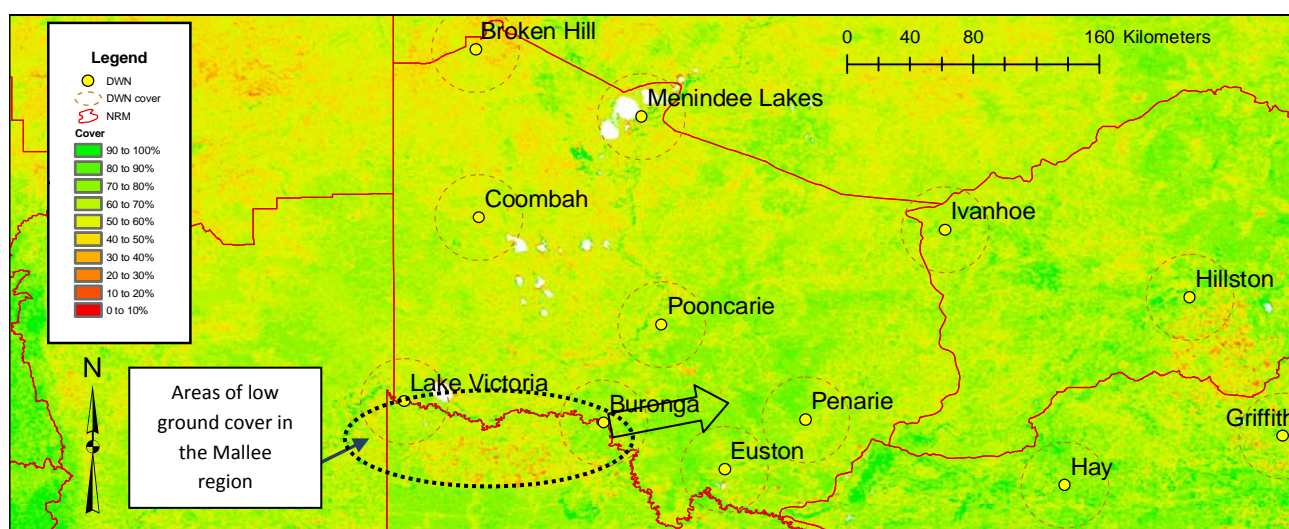 Legend
DWN
DWN cover
NRM
Cover
90 to 100%
80 to 90%
70 to 80%
60 to 70%
50 to 60%
40 to 50%
30 to 40%
20 to 30%
10 to 20%
0 to 10%
N
Areas of low
ground cover in
the Mallee
region
0 40 80 160 Kilometers
Broken Hill
Menindee Lakes
Coombah
Ivanhoe
Hillston
Pooncarie
Lake Victoria
Buronga
Penarie
Griffith
Euston
Hay